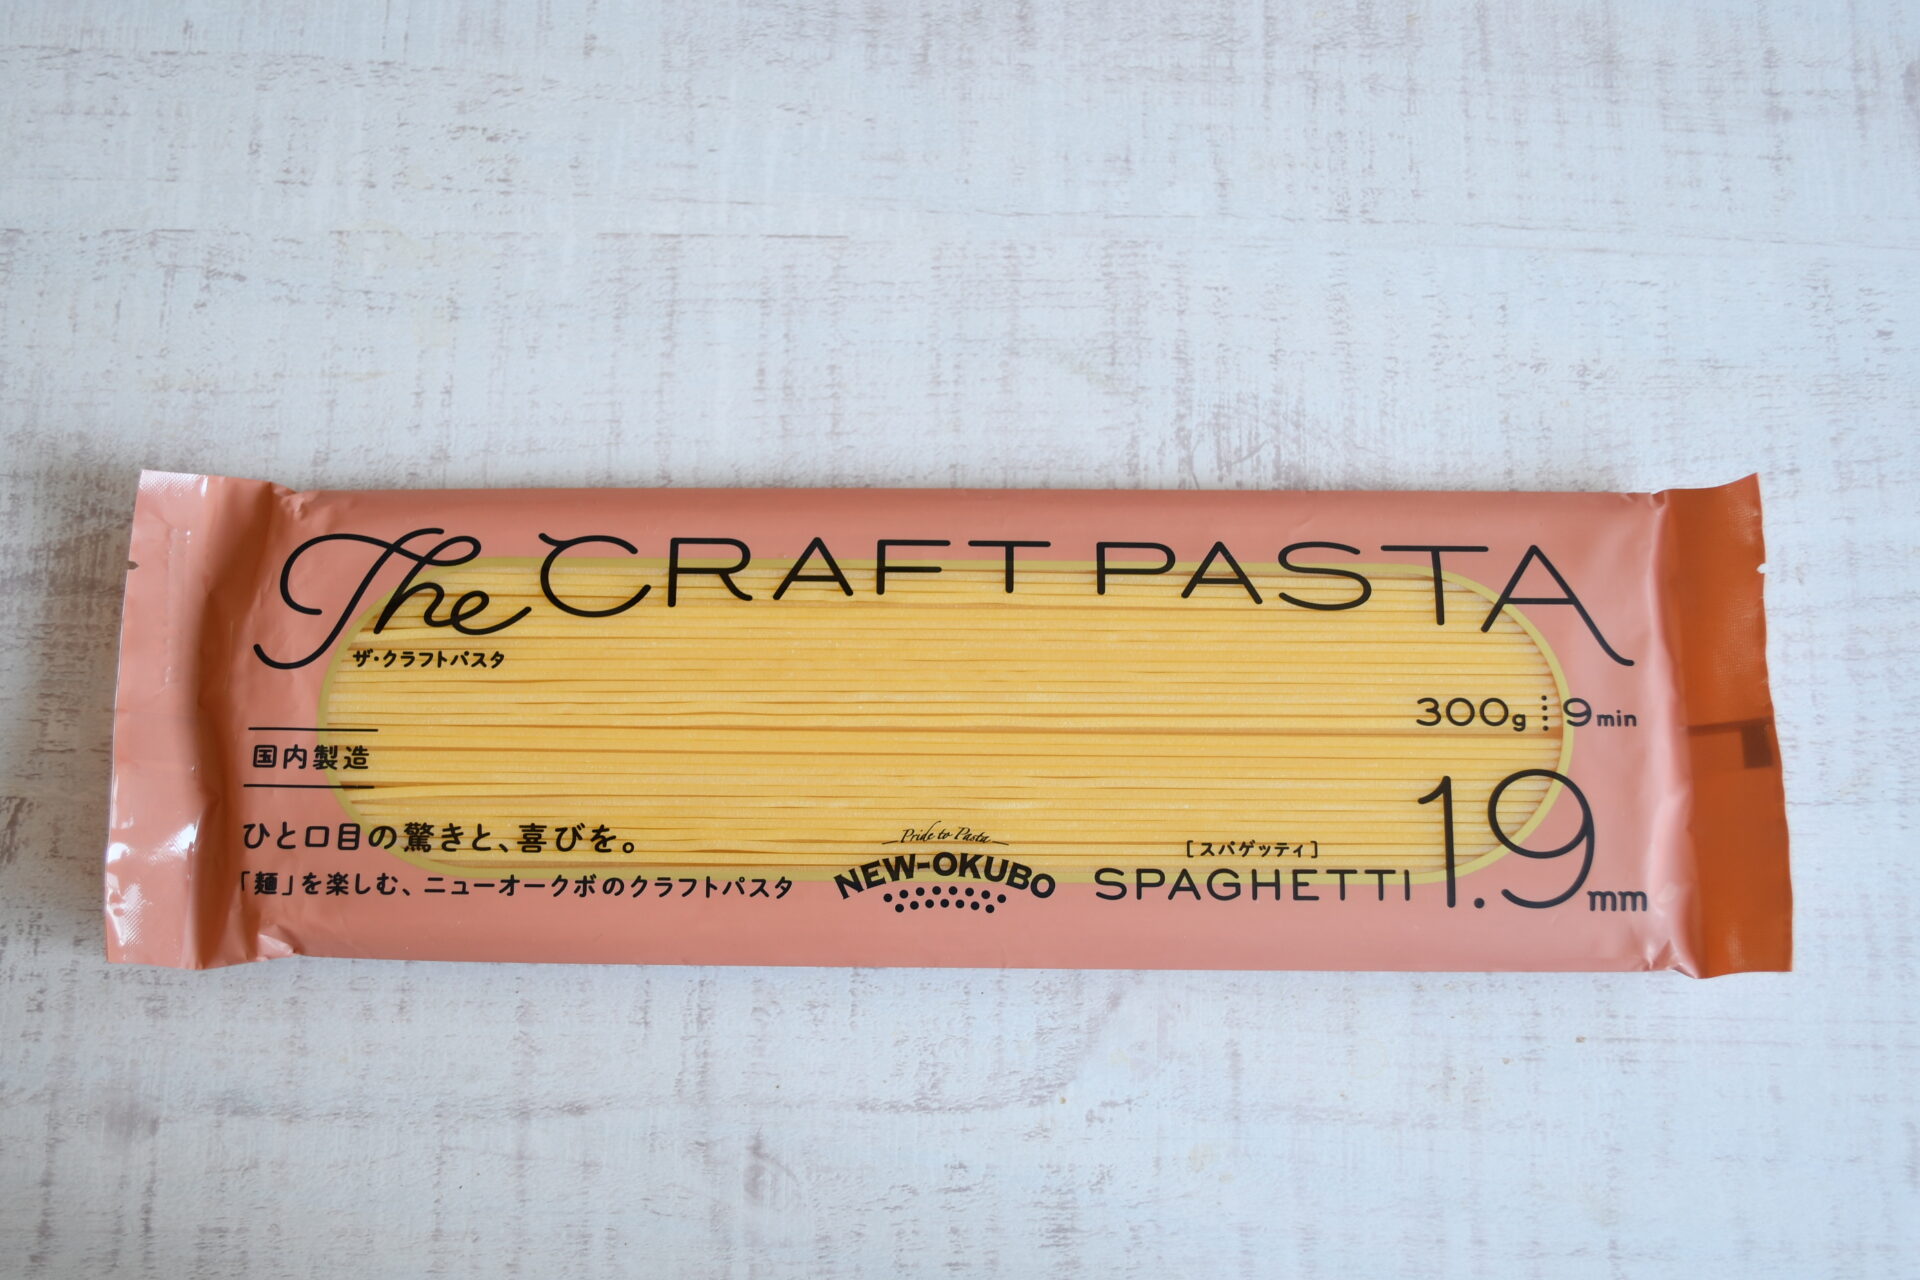 The CRAFT PASTA
ザ・クラフトパスタ
300g 9min
国内製造
ひと口目の驚きと、喜びを。
「麺」を楽しむ、ニューオークボのクラフトパスタ
Pride to Pasta
NEW-OKUBO
[スパゲッティ]
SPAGHETTI 1.9mm